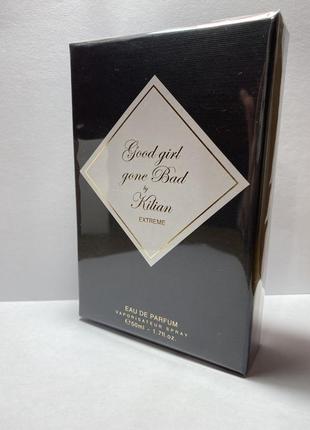 Good girl
gone Bad
by
Kilian
EXTREME
EAU DE PARFUM
VAPORISATEUR SPRAY
℮50ml - 1.7fl.oz.